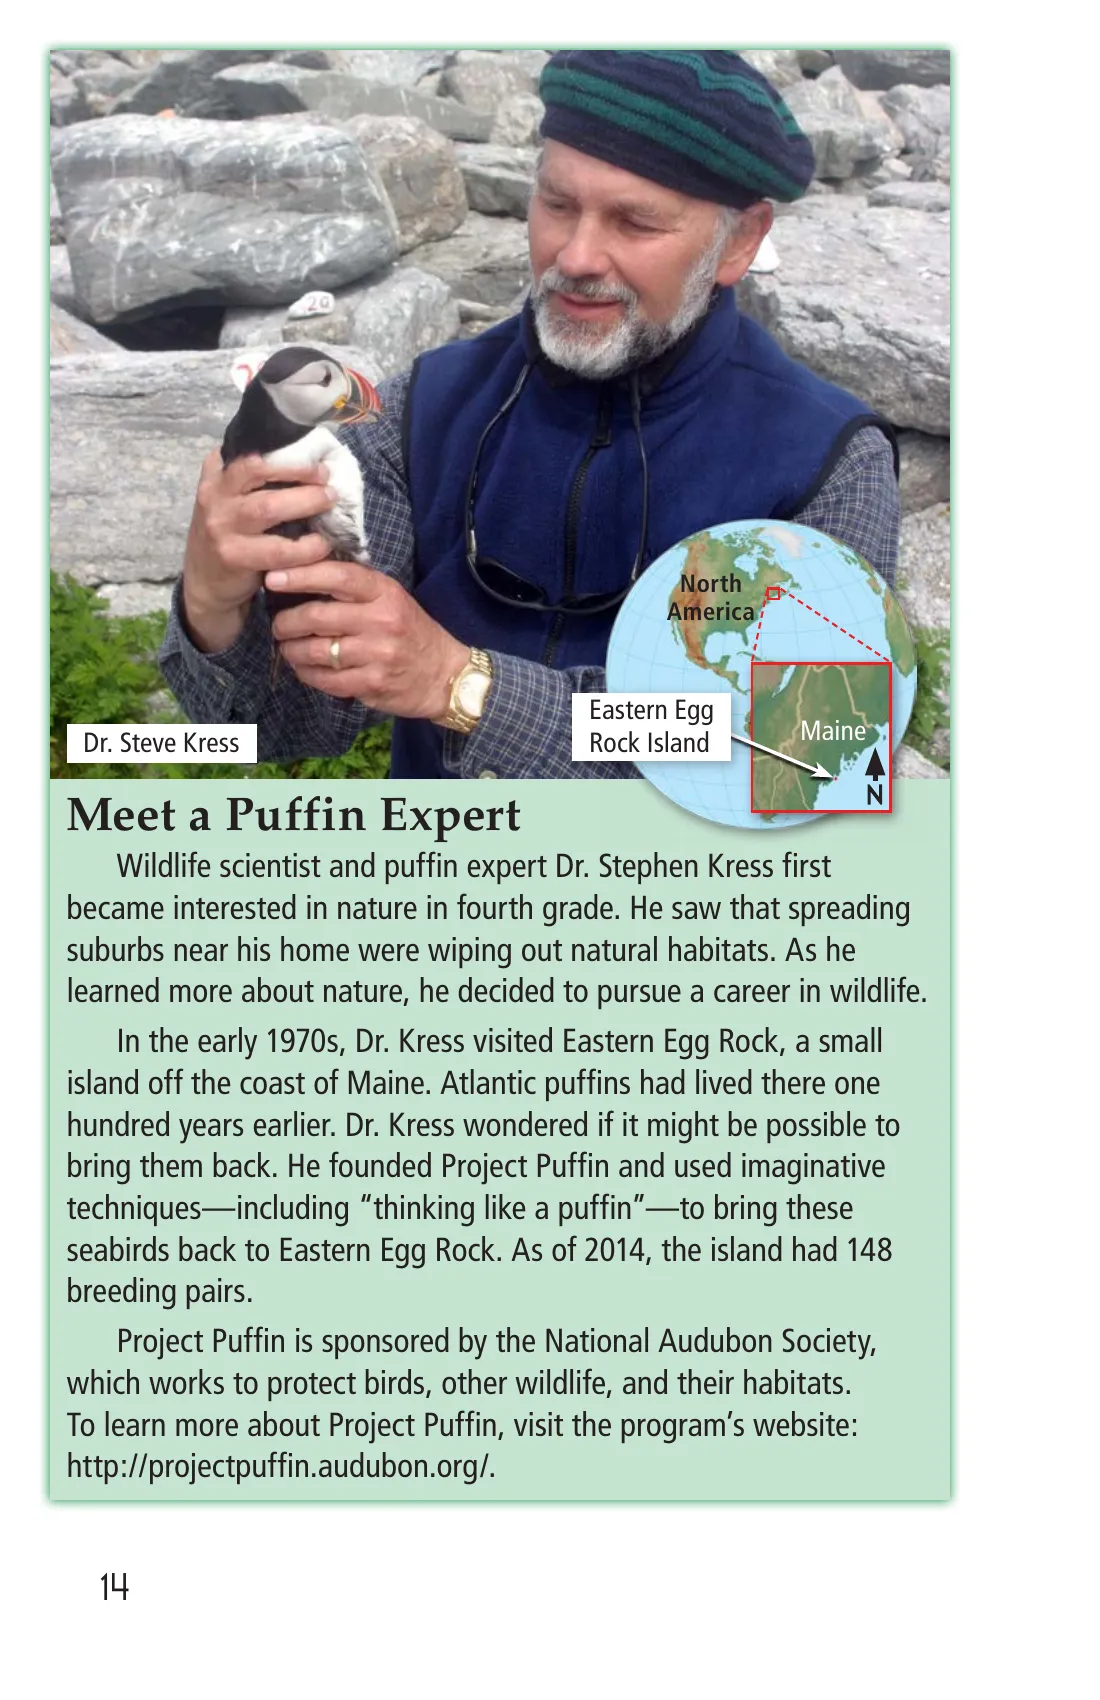 20
North
America
Eastern Egg
Rock Island
Maine
N
Dr. Steve Kress
Meet a Puffin Expert
Wildlife scientist and puffin expert Dr. Stephen Kress first
became interested in nature in fourth grade. He saw that spreading
suburbs near his home were wiping out natural habitats. As he
learned more about nature, he decided to pursue a career in wildlife.
In the early 1970s, Dr. Kress visited Eastern Egg Rock, a small
island off the coast of Maine. Atlantic puffins had lived there one
hundred years earlier. Dr. Kress wondered if it might be possible to
bring them back. He founded Project Puffin and used imaginative
techniques—including “thinking like a puffin”—to bring these
seabirds back to Eastern Egg Rock. As of 2014, the island had 148
breeding pairs.
Project Puffin is sponsored by the National Audubon Society,
which works to protect birds, other wildlife, and their habitats.
To learn more about Project Puffin, visit the program’s website:
http://projectpuffin.audubon.org/.
14